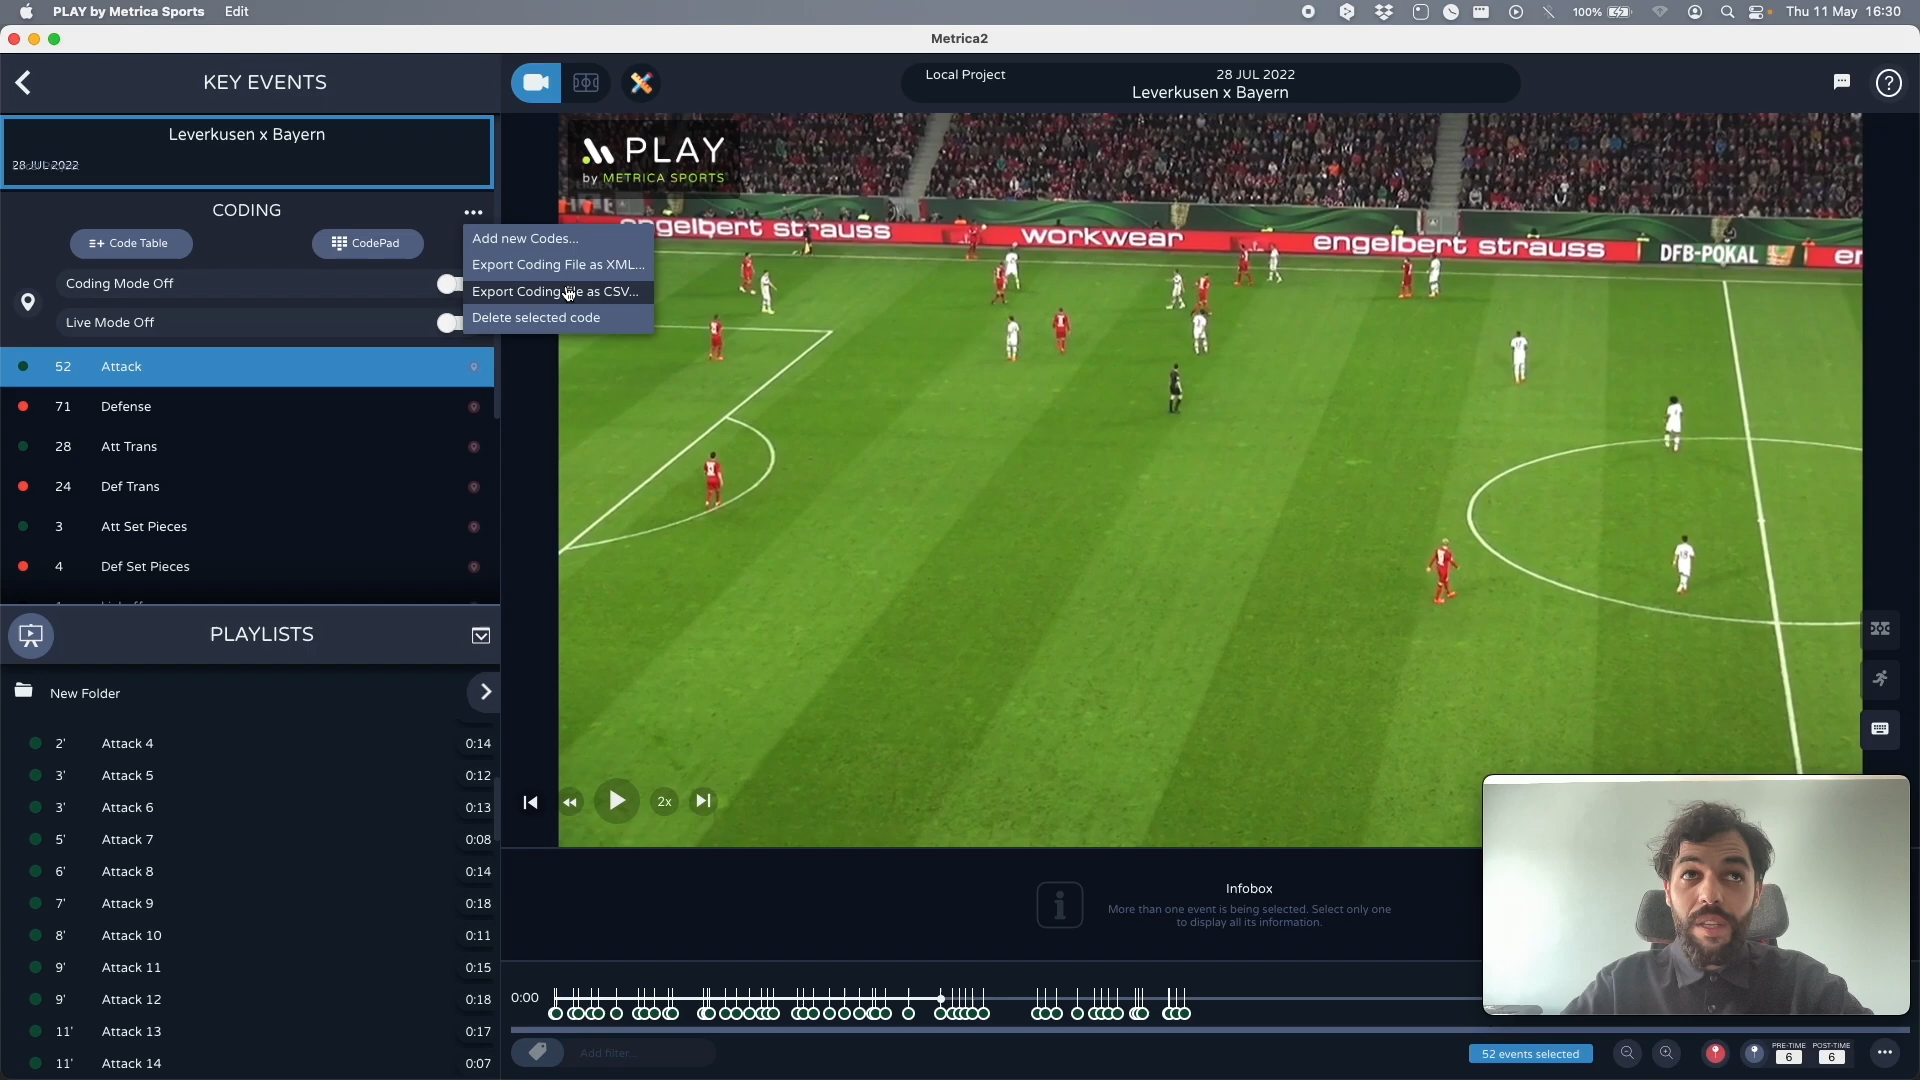 PLAY by Metrica Sports Edit
100% Thu 11 May 16:30
Metrica2
KEY EVENTS
Local Project
28 JUL 2022
Leverkusen x Bayern
?
Leverkusen x Bayern
28 JUL 2022
CODING
Code Table
CodePad
Coding Mode Off
Live Mode Off
Add new Codes...
Export Coding File as XML...
Export Coding File as CSV...
Delete selected code
52 Attack
71 Defense
28 Att Trans
24 Def Trans
3 Att Set Pieces
4 Def Set Pieces
PLAYLISTS
New Folder
2' Attack 4 0:14
3' Attack 5 0:12
3' Attack 6 0:13
5' Attack 7 0:08
6' Attack 8 0:14
7' Attack 9 0:18
8' Attack 10 0:11
9' Attack 11 0:15
9' Attack 12 0:18
11' Attack 13 0:17
11' Attack 14 0:07
PLAY
by METRICA SPORTS
engelbert strauss
workwear
engelbert strauss
DFB-POKAL
2x
Infobox
More than one event is being selected. Select only one
to display all its information.
0:00
Add filter...
52 events selected
PRE-TIME
6
POST-TIME
6